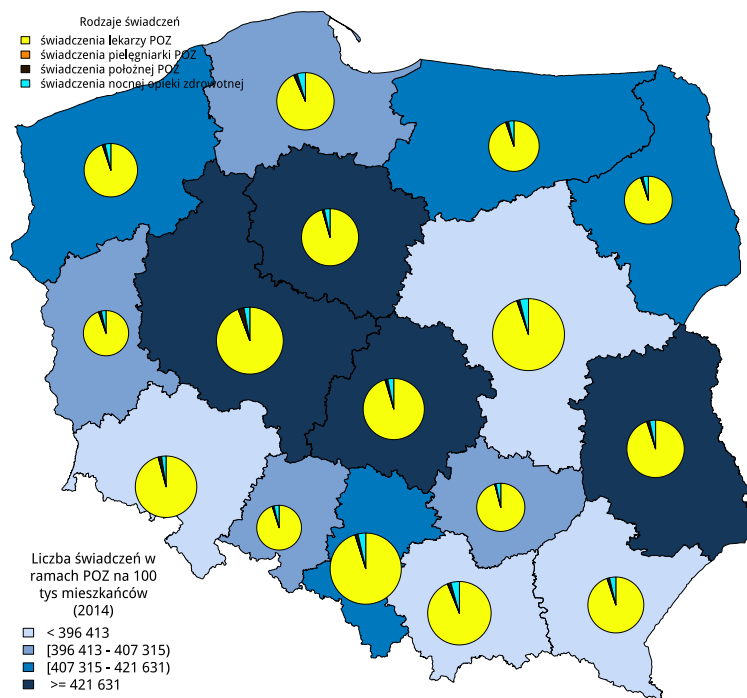 Rodzaje świadczeń
świadczenia lekarzy POZ
świadczenia pielęgniarki POZ
świadczenia położnej POZ
świadczenia nocnej opieki zdrowotnej
Liczba świadczeń w
ramach POZ na 100
tys mieszkańców
(2014)
< 396 413
[396 413 - 407 315)
[407 315 - 421 631)
>= 421 631